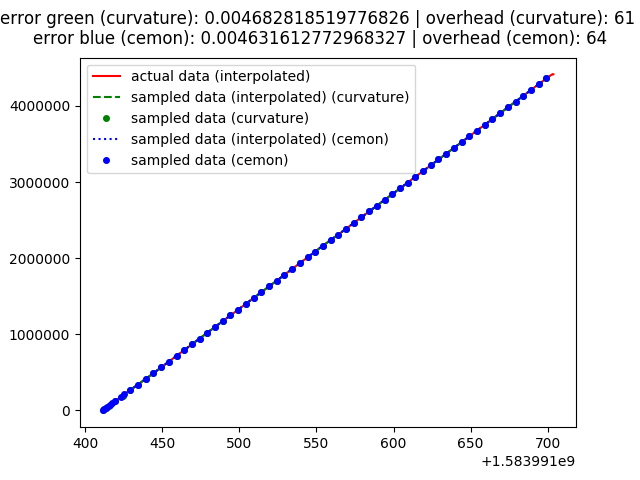 error green (curvature): 0.004682818519776826 | overhead (curvature): 61
error blue (cemon): 0.004631612772968327 | overhead (cemon): 64
actual data (interpolated)
sampled data (interpolated) (curvature)
sampled data (curvature)
sampled data (interpolated) (cemon)
sampled data (cemon)
4000000
3000000
2000000
1000000
0
400 450 500 550 600 650 700
+1.583991e9